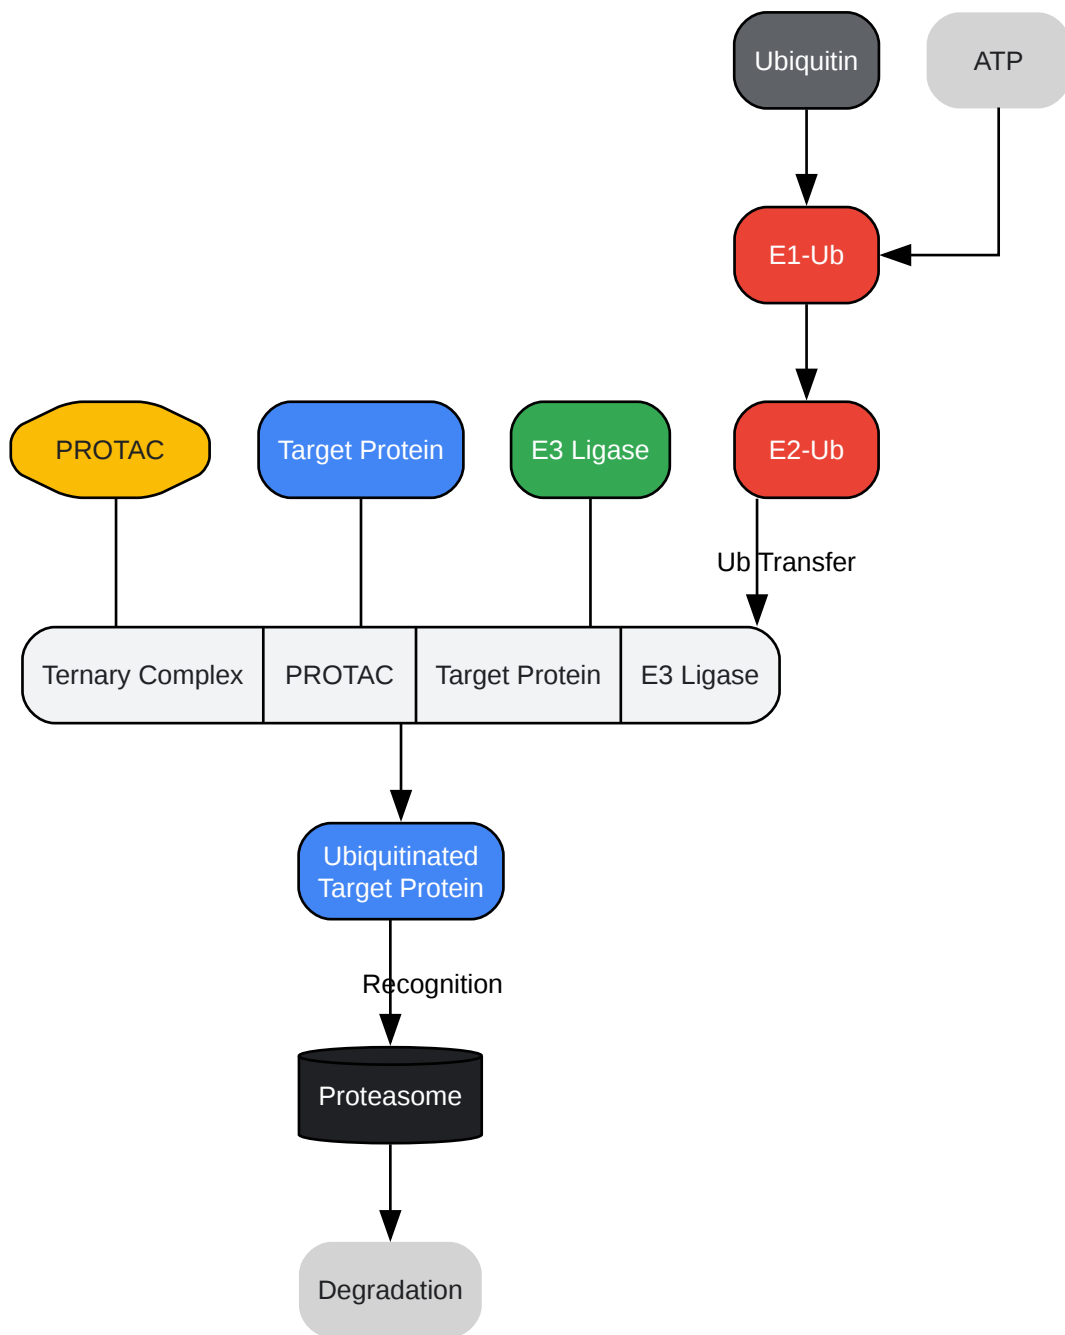 Ubiquitin
ATP
E1-Ub
PROTAC
Target Protein
E3 Ligase
E2-Ub
Ub Transfer
Ternary Complex
PROTAC
Target Protein
E3 Ligase
Ubiquitinated
Target Protein
Recognition
Proteasome
Degradation